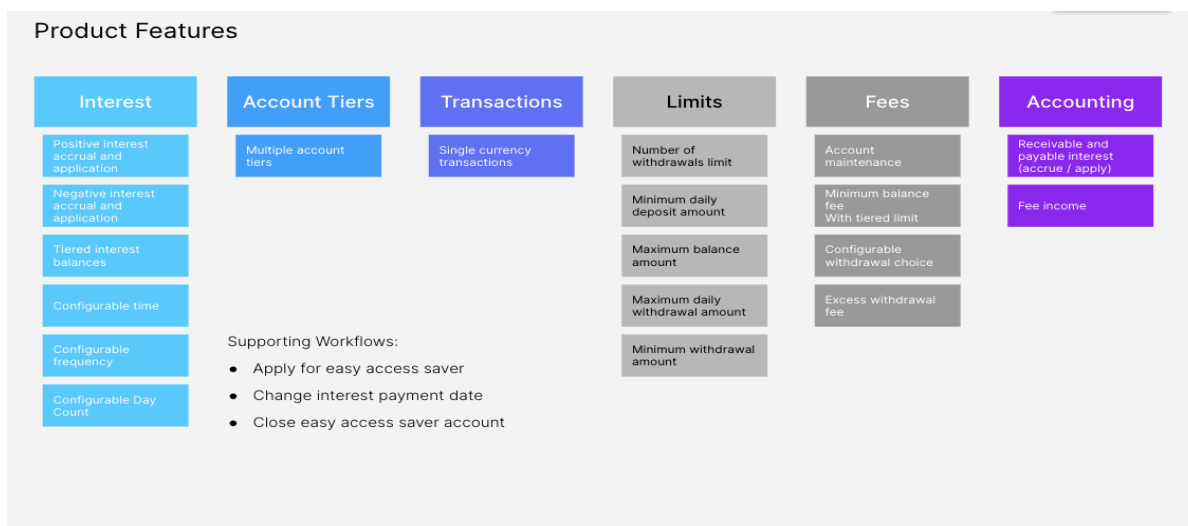 Product Features
Interest
Positive interest
accrual and
application
Negative interest
accrual and
application
Tiered interest
balances
Configurable time
Configurable
frequency
Configurable Day
Count
Account Tiers
Multiple account
tiers
Transactions
Single currency
transactions
Limits
Number of
withdrawals limit
Minimum daily
deposit amount
Maximum balance
amount
Maximum daily
withdrawal amount
Minimum withdrawal
amount
Fees
Account
maintenance
Minimum balance
fee
With tiered limit
Configurable
withdrawal choice
Excess withdrawal
fee
Accounting
Receivable and
payable interest
(accrue / apply)
Fee income
Supporting Workflows:
● Apply for easy access saver
● Change interest payment date
● Close easy access saver account